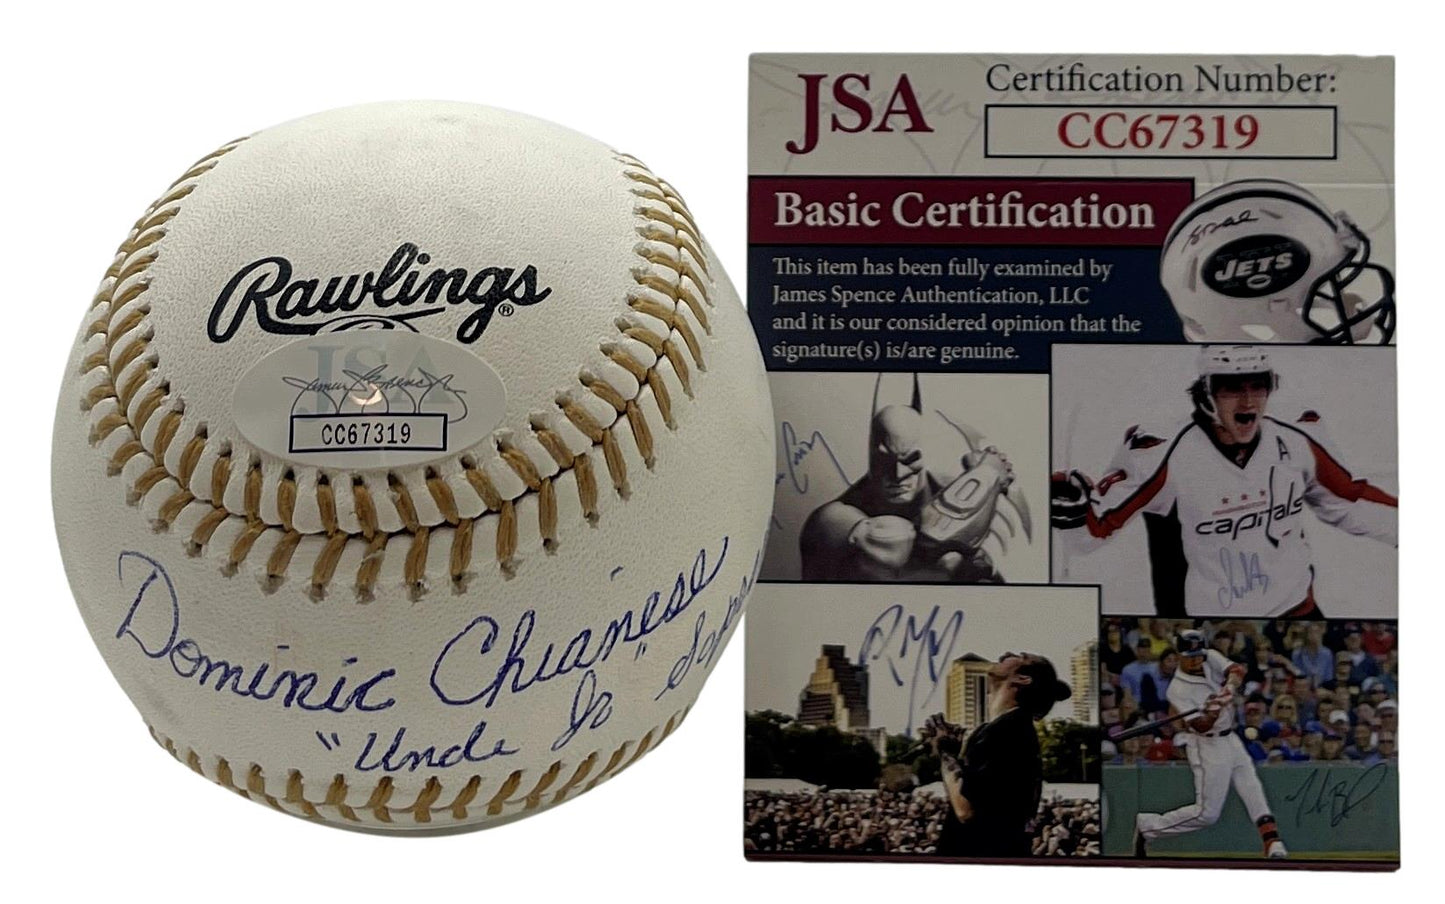 Rawlings®
JSA
CC67319
Dominic Chianese
"Uncle Jr"
JSA
Certification Number:
CC67319
Basic Certification
This item has been fully examined by
James Spence Authentication, LLC
and it is our considered opinion that the
signature(s) is/are genuine.
JETS
capitals
A